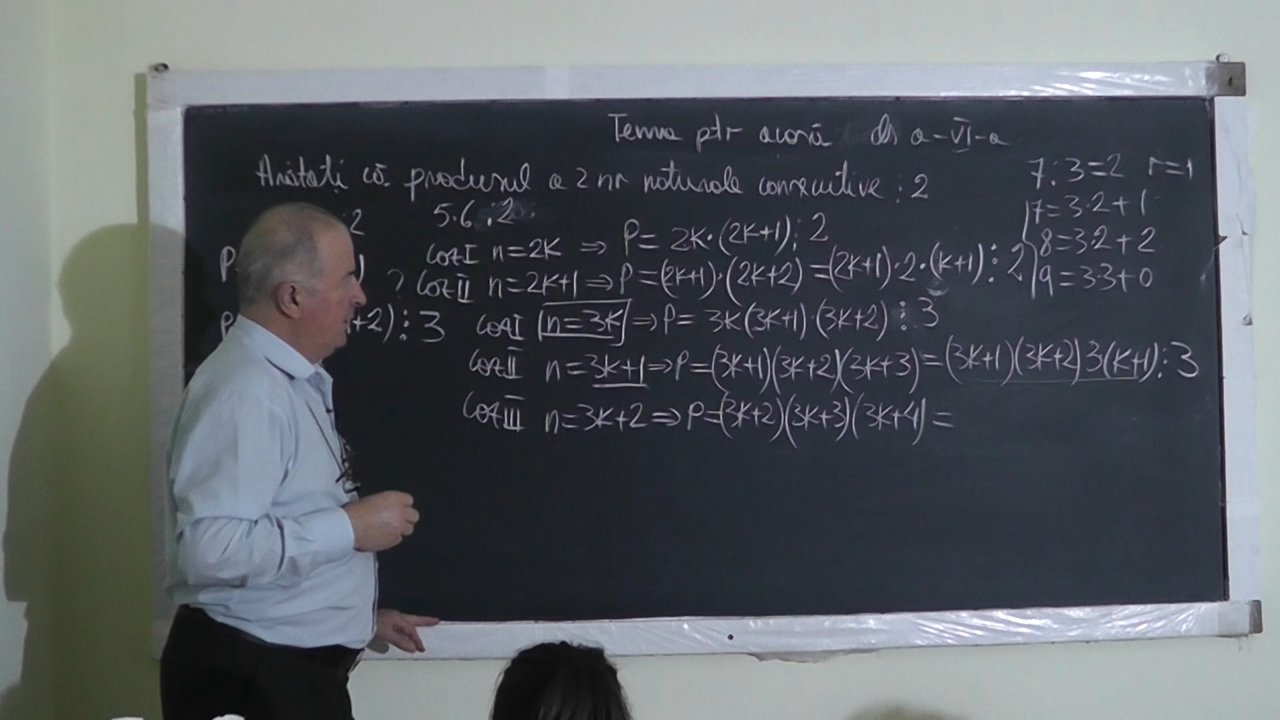 Tema ptr acasă cls a-VI-a
Arătați că produsul a 2 nr naturale consecutive ⋮ 2
7:3=2 r=1
⋮2 5·6 ⋮2
7=3·2+1
caz I n=2k ⇒ P= 2k·(2k+1)⋮2
8=3·2+2
P ? caz II n=2k+1 ⇒ P=(2k+1)·(2k+2)=(2k+1)·2·(k+1)⋮2
9=3·3+0
P +2)⋮3 caz I n=3k ⇒ P= 3k(3k+1)·(3k+2)⋮3
caz II n=3k+1 ⇒ P=(3k+1)(3k+2)(3k+3)=(3k+1)(3k+2)3(k+1)⋮3
caz III n=3k+2 ⇒ P=(3k+2)(3k+3)(3k+4)=